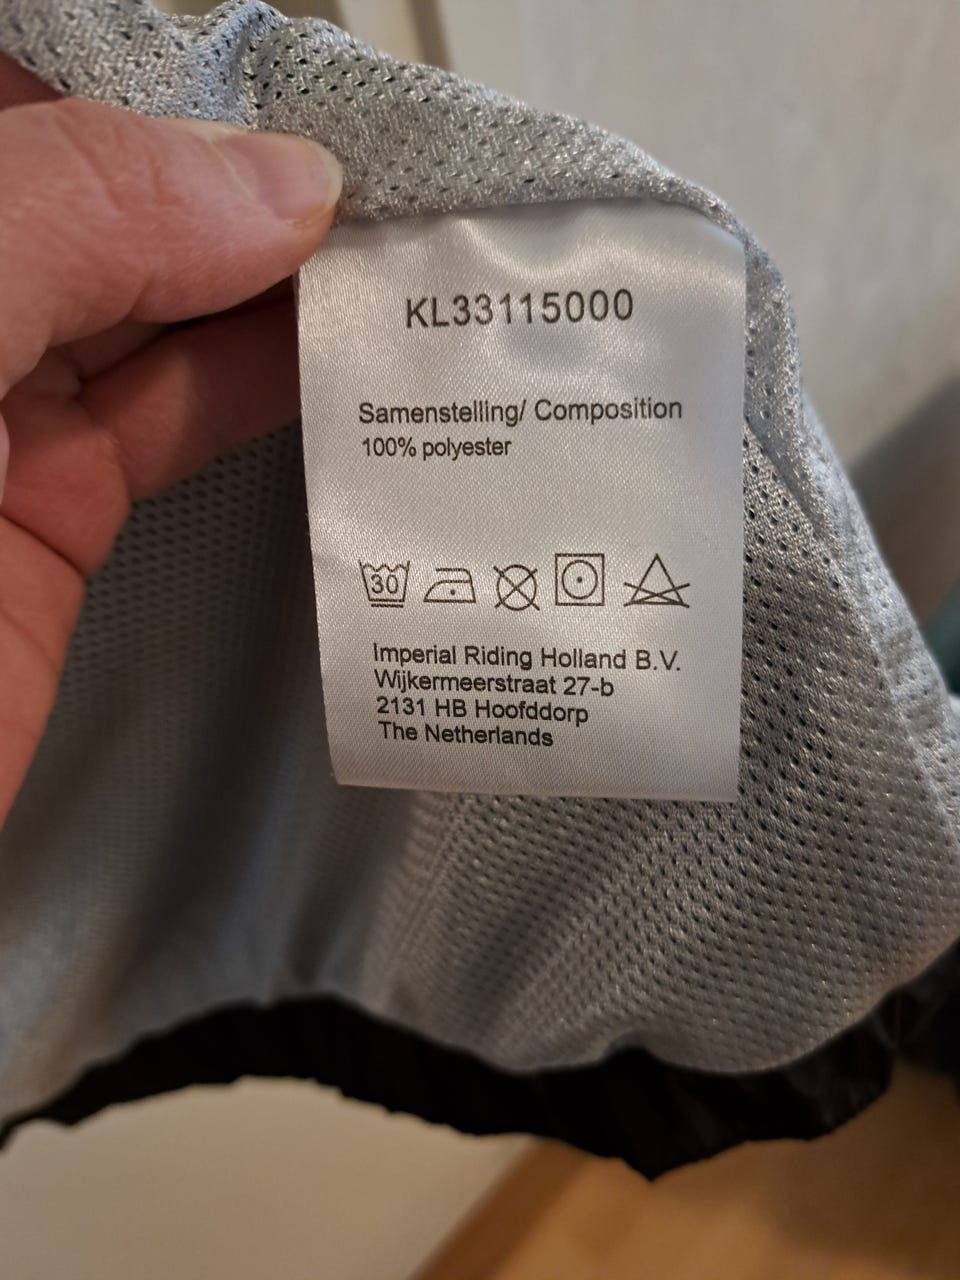 KL33115000
Samenstelling/ Composition
100% polyester
30
Imperial Riding Holland B.V.
Wijkermeerstraat 27-b
2131 HB Hoofddorp
The Netherlands